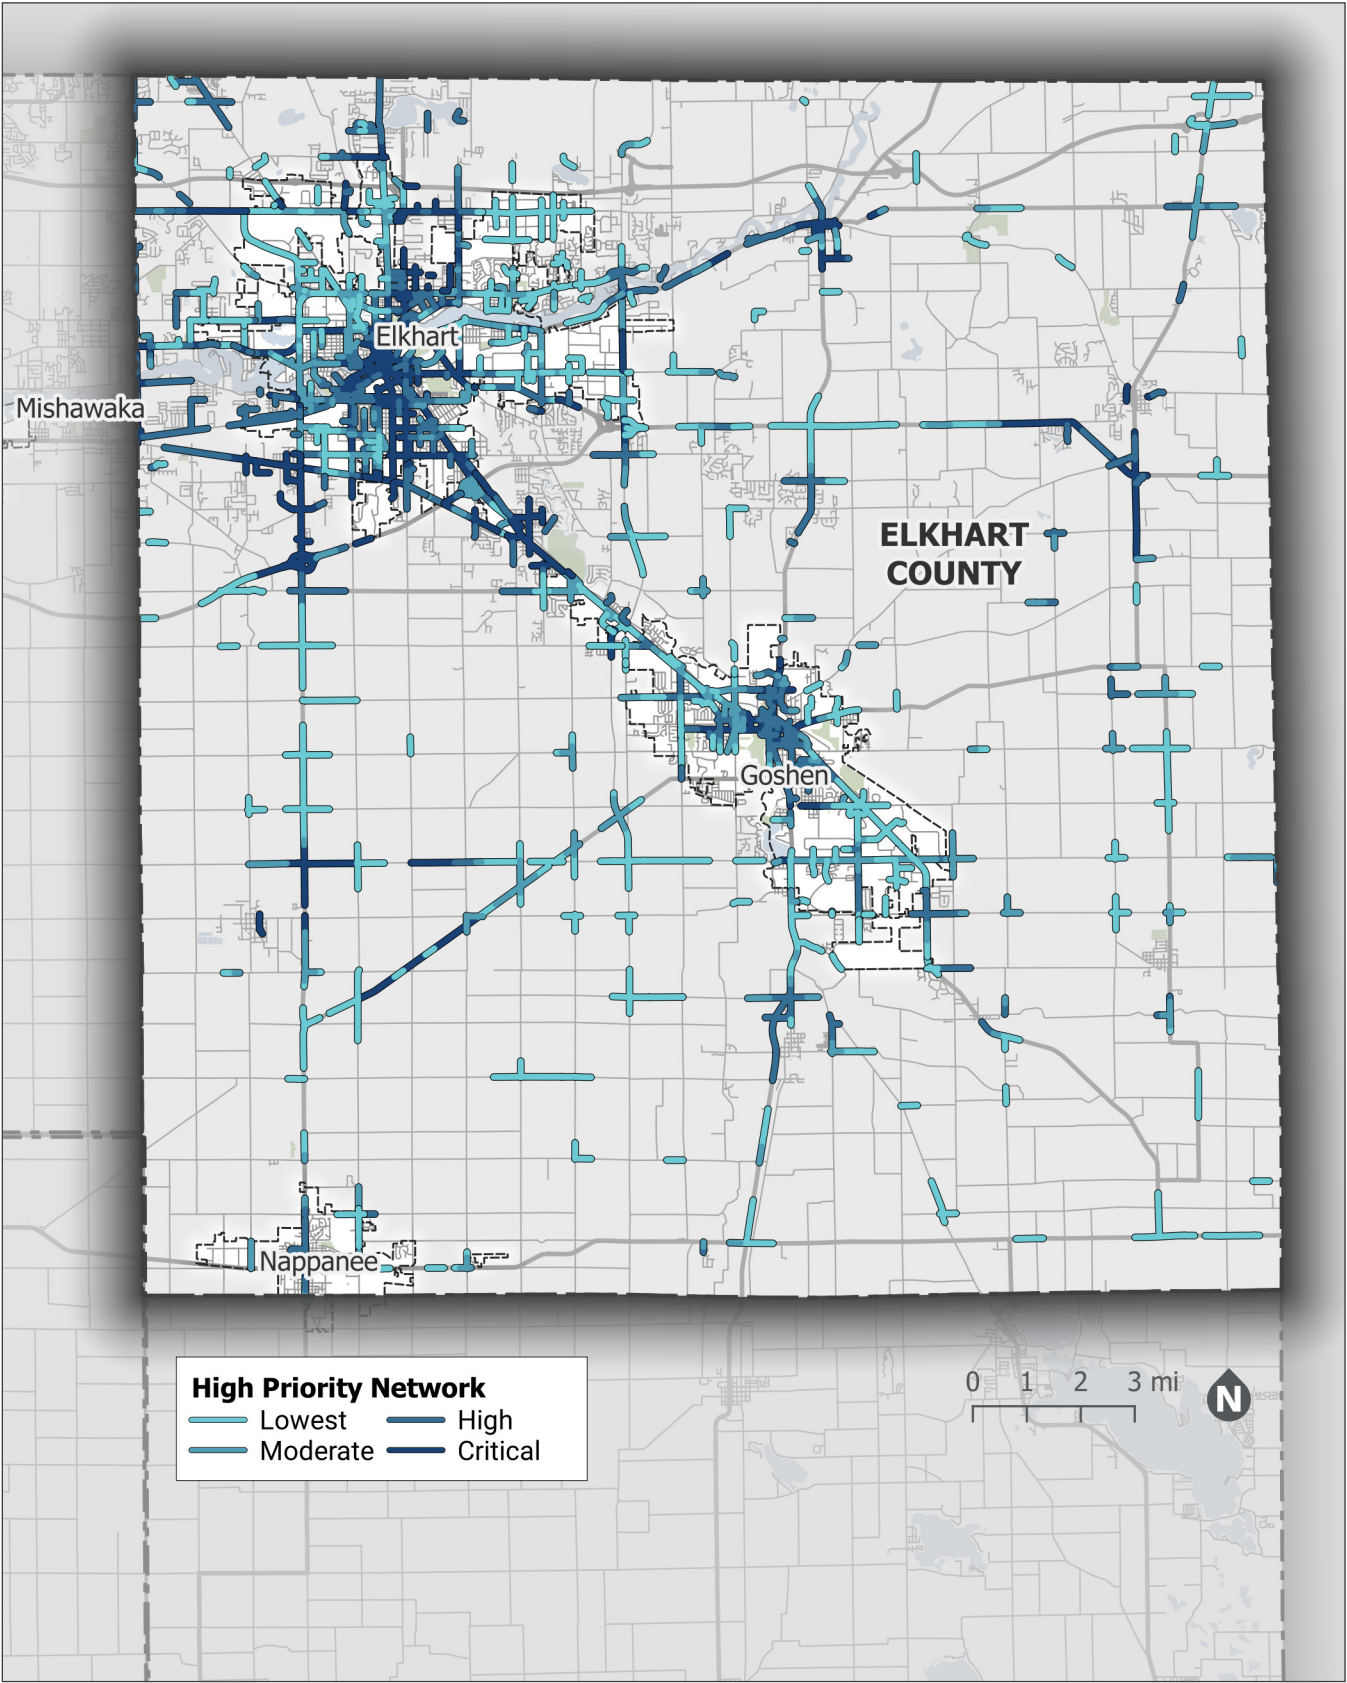 Elkhart
Mishawaka
ELKHART
COUNTY
Goshen
Nappanee
High Priority Network
Lowest
High
Moderate
Critical
0 1 2 3 mi
N